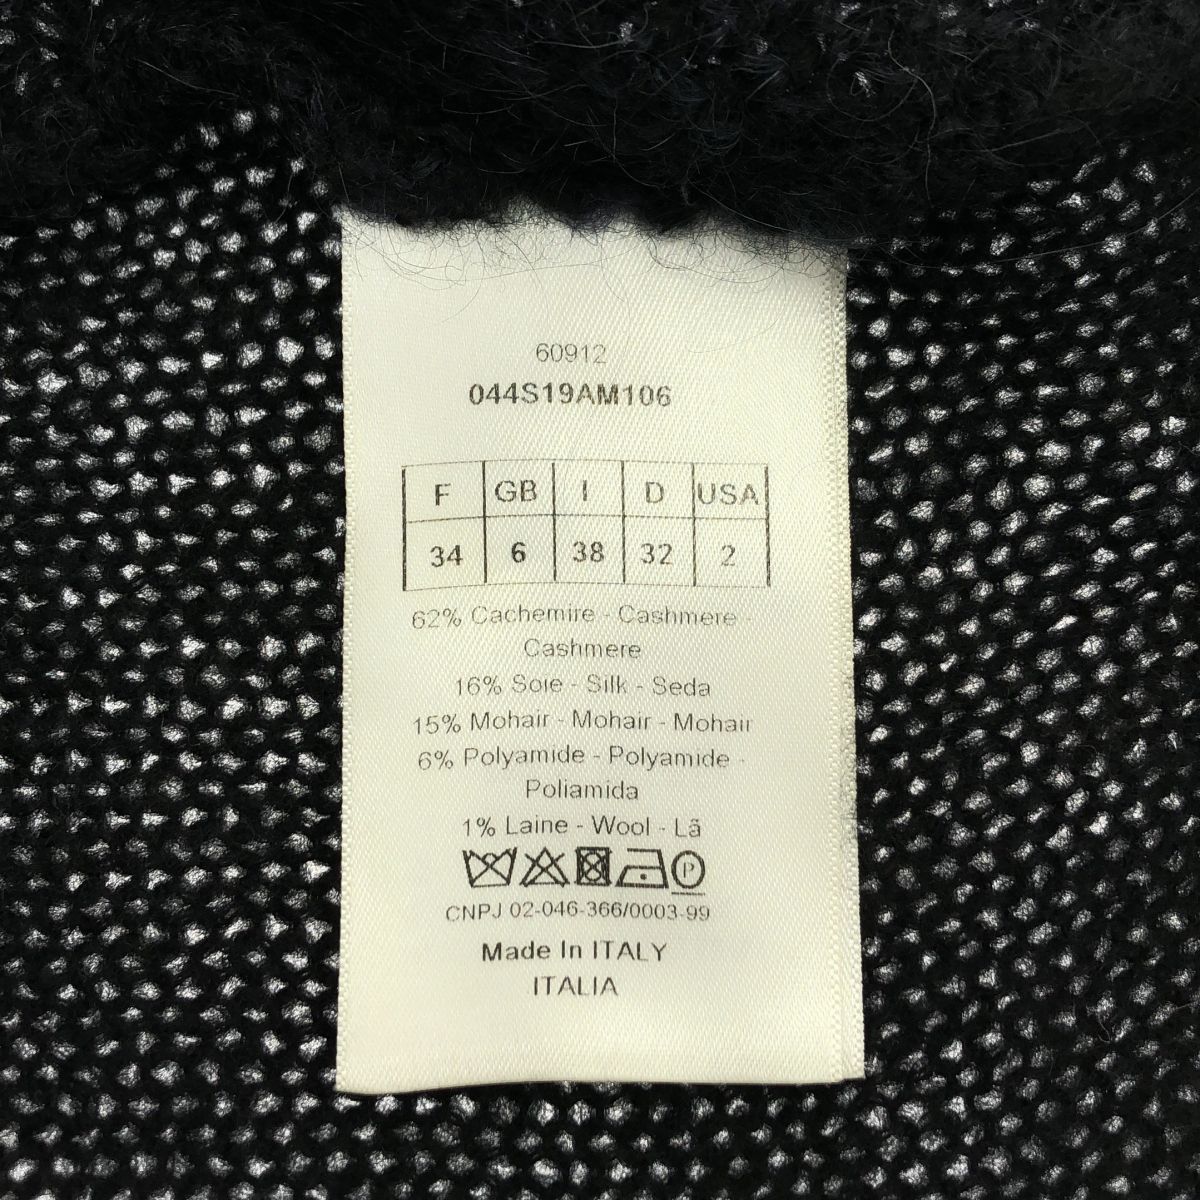 60912
044S19AM106
F GB I D USA
34 6 38 32 2
62% Cachemire - Cashmere -
Cashmere
16% Soie - Silk - Seda
15% Mohair - Mohair - Mohair
6% Polyamide - Polyamide -
Poliamida
1% Laine - Wool - Lã
P
CNPJ 02-046-366/0003-99
Made In ITALY
ITALIA